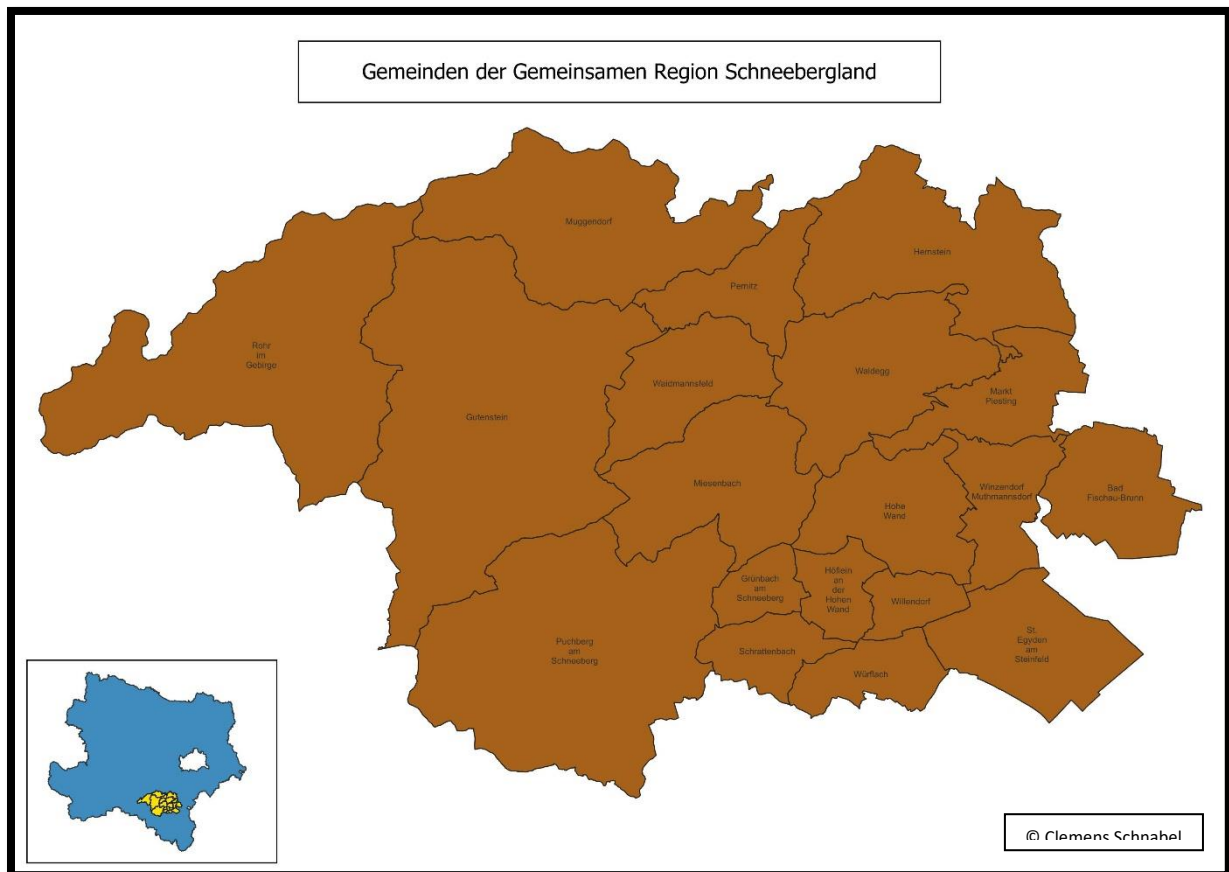 Gemeinden der Gemeinsamen Region Schneebergland
Muggendorf
Hernstein
Pernitz
Rohr
im
Gebirge
Waidmannsfeld
Waldegg
Markt
Piesting
Gutenstein
Miesenbach
Winzendorf
Muthmannsdorf
Bad
Fischau-Brunn
Hohe
Wand
Grünbach
am
Schneeberg
Höflein
an
der
Hohen
Wand
Willendorf
Puchberg
am
Schneeberg
Schrattenbach
St.
Egyden
am
Steinfeld
Würflach
© Clemens Schnabel